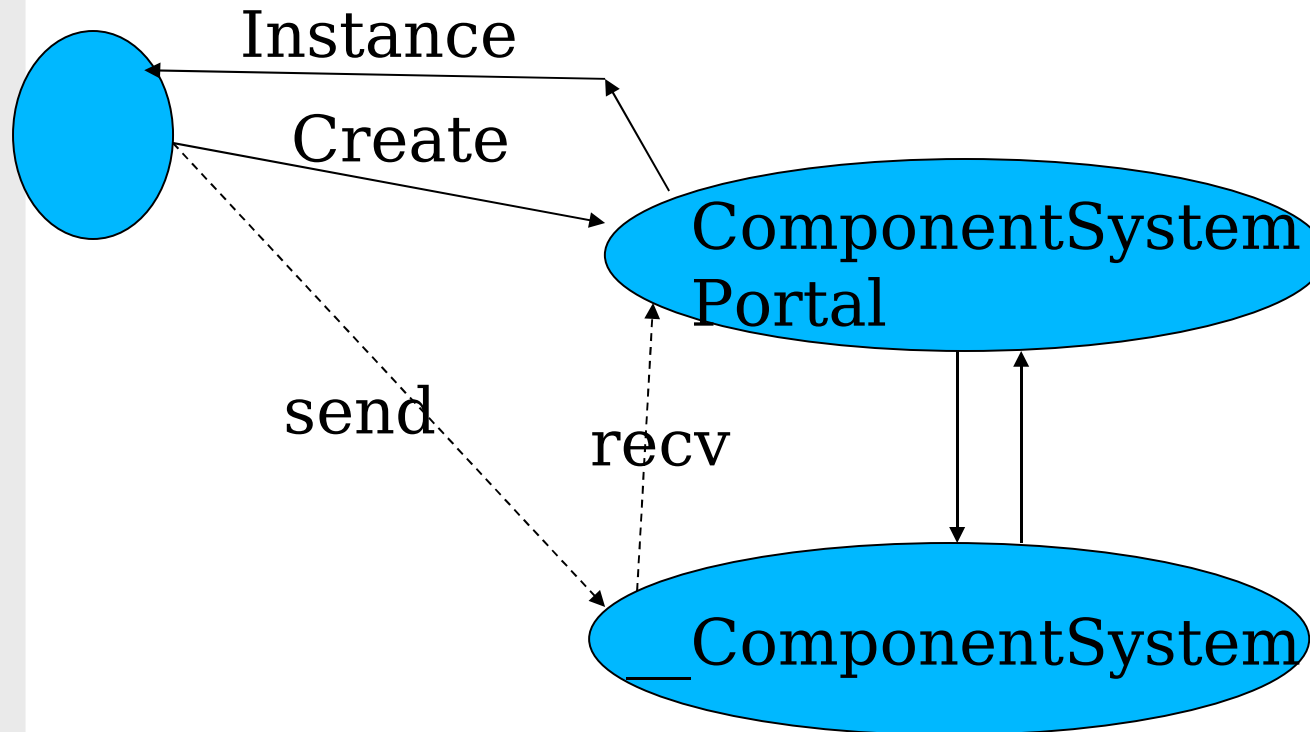 Instance
Create
ComponentSystem
Portal
send
recv
__ComponentSystem